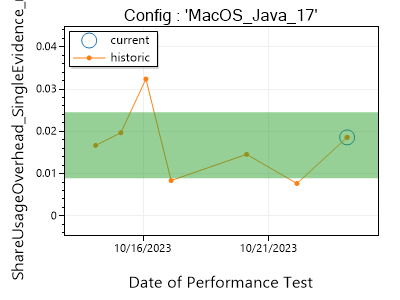 Config : 'MacOS_Java_17'
ShareUsageOverhead_SingleEvidence_
current
historic
0.04
0.03
0.02
0.01
0
10/16/2023
10/21/2023
Date of Performance Test